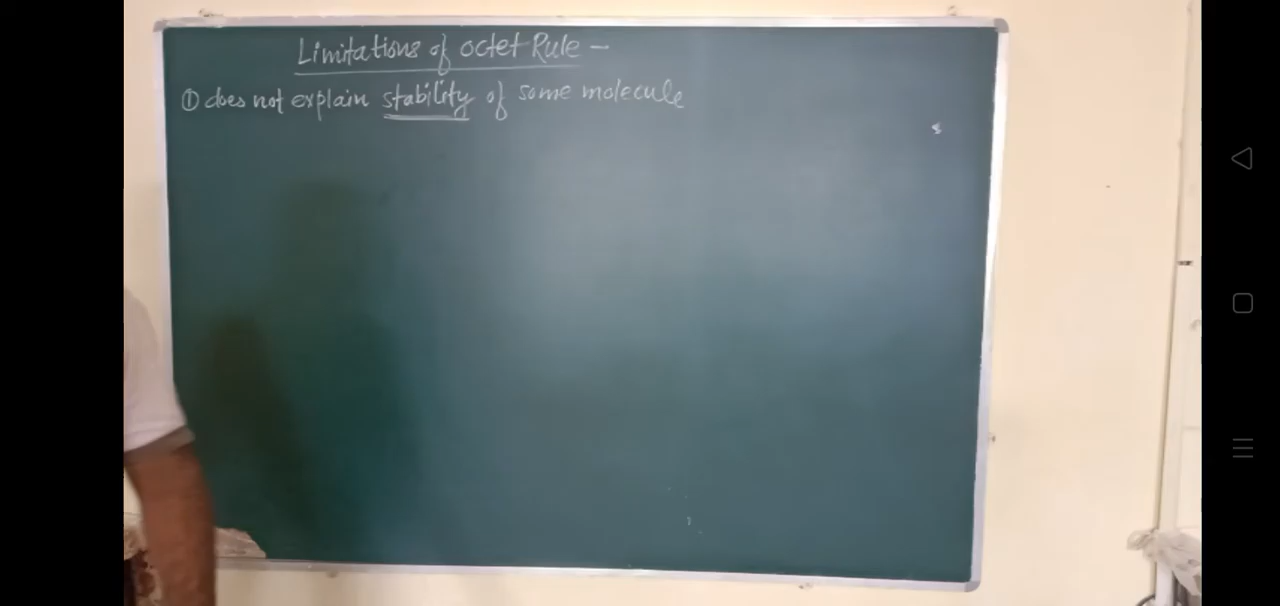 Limitations of octet Rule –
① does not explain stability of some molecule